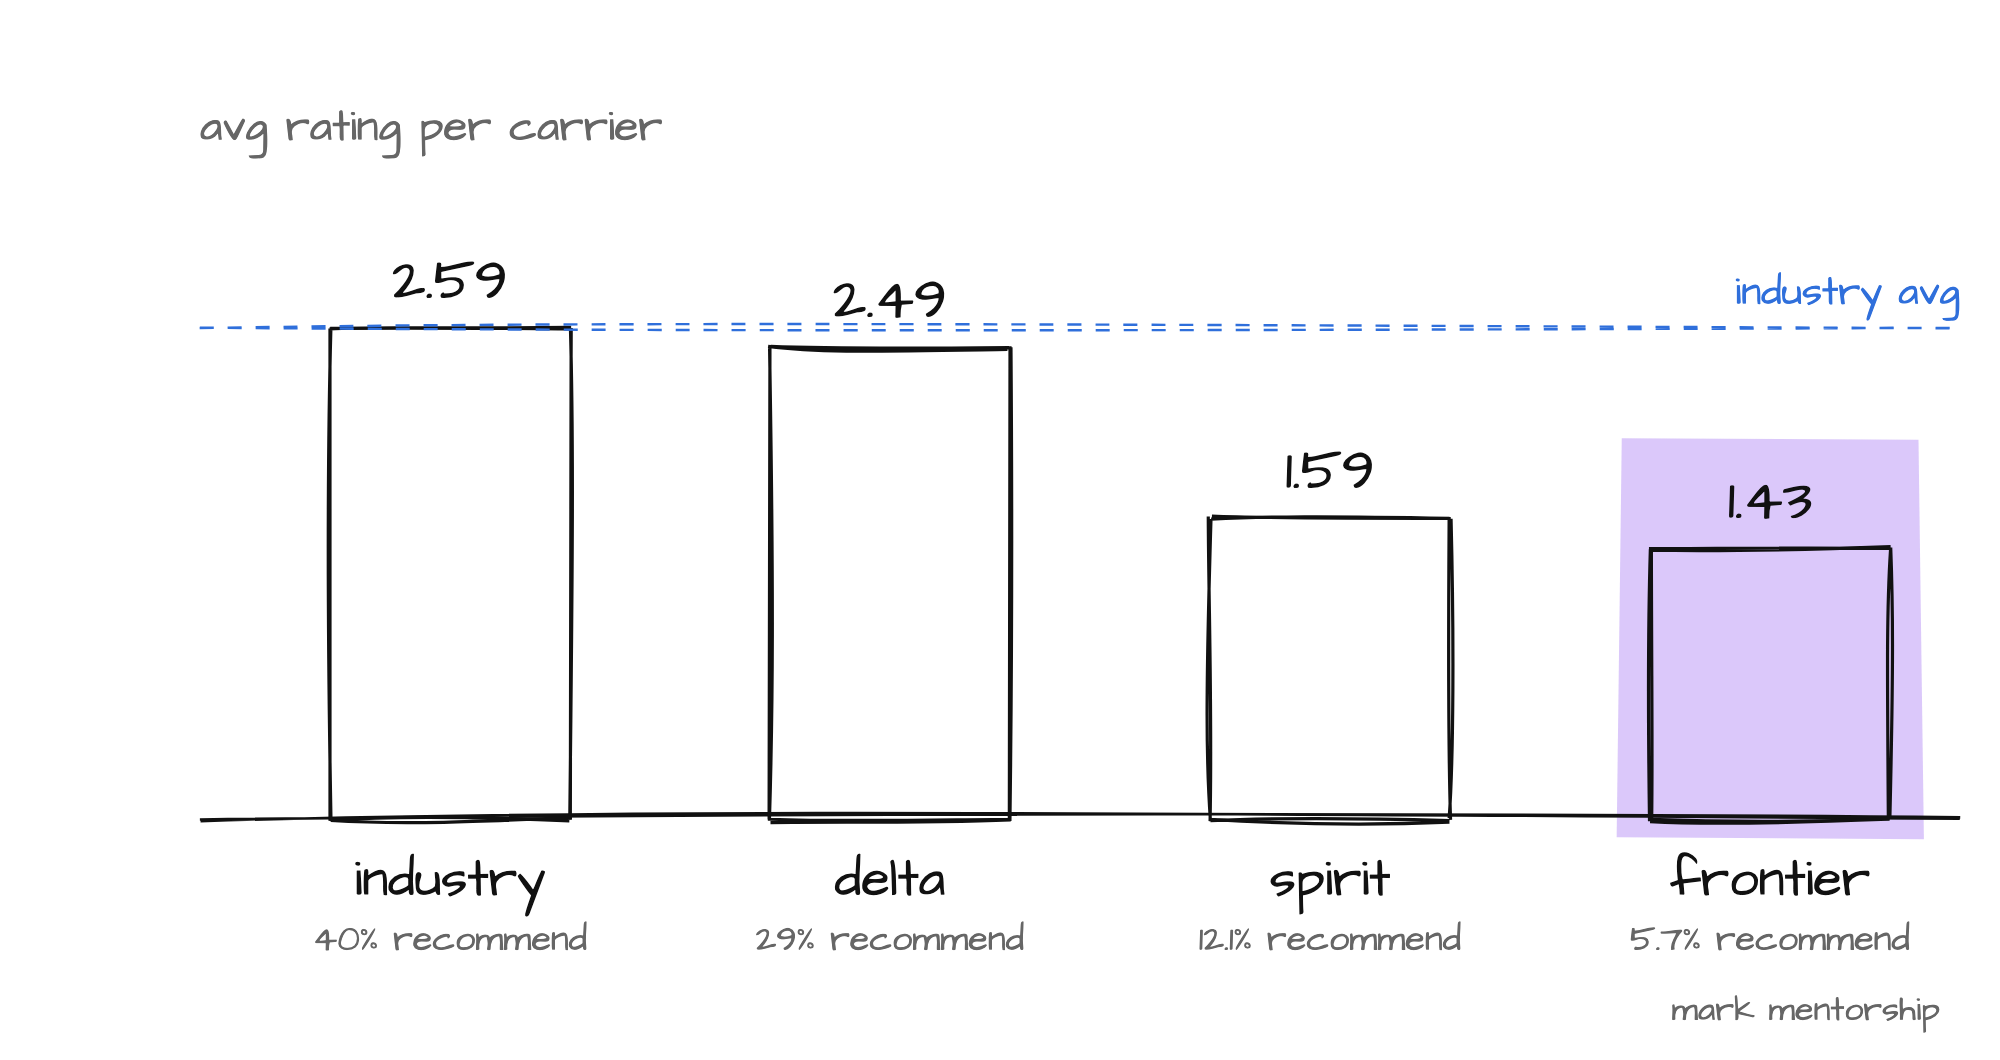 avg rating per carrier
industry avg
2.59
2.49
1.59
1.43
industry
delta
spirit
frontier
40% recommend
29% recommend
12.1% recommend
5.7% recommend
mark mentorship